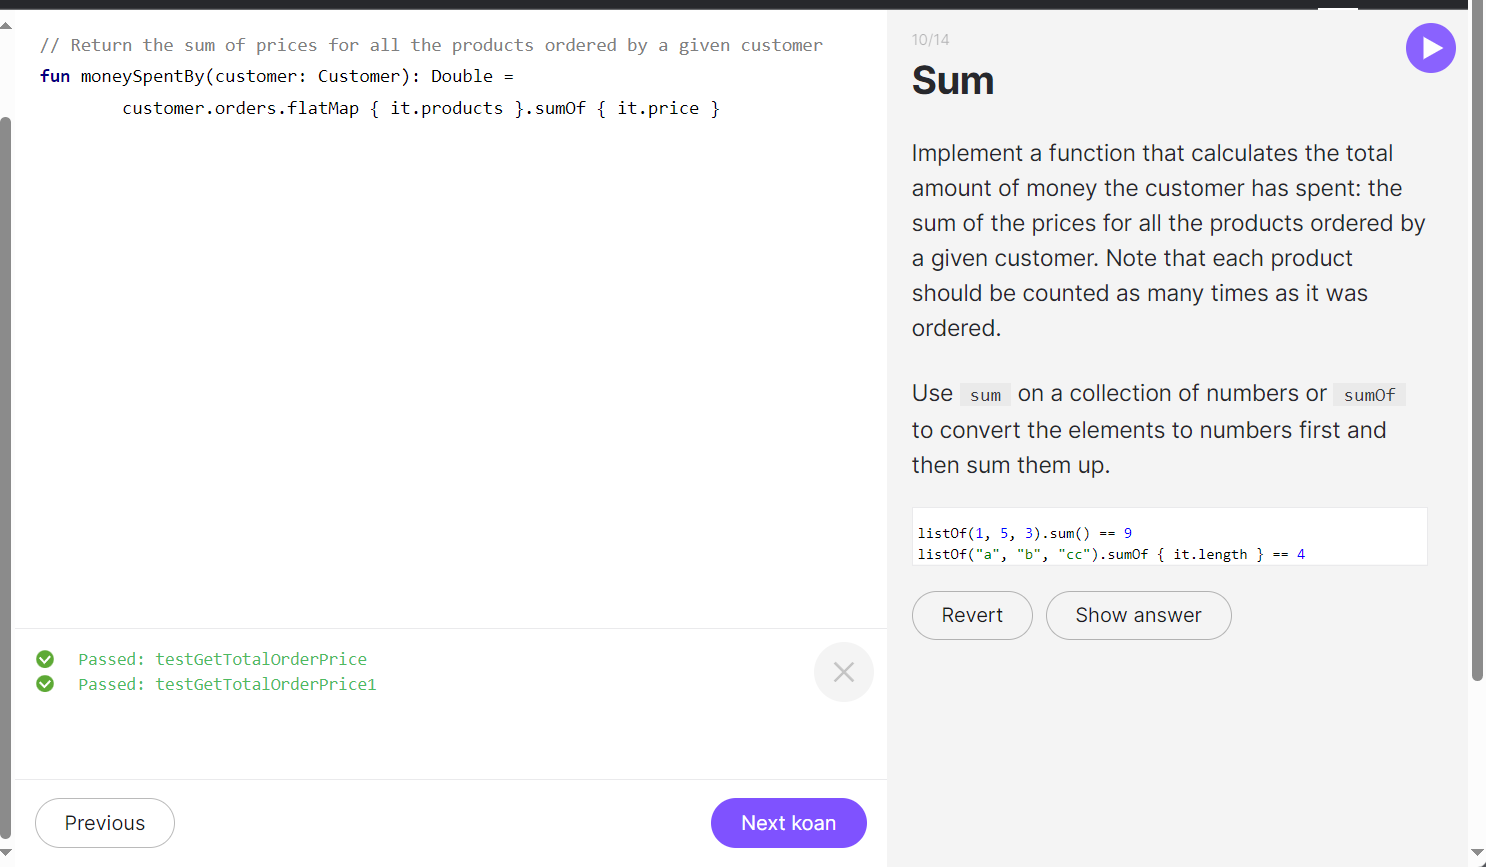 // Return the sum of prices for all the products ordered by a given customer
fun moneySpentBy(customer: Customer): Double =
        customer.orders.flatMap { it.products }.sumOf { it.price }
Passed: testGetTotalOrderPrice
Passed: testGetTotalOrderPrice1
Previous
Next koan
10/14
Sum
Implement a function that calculates the total
amount of money the customer has spent: the
sum of the prices for all the products ordered by
a given customer. Note that each product
should be counted as many times as it was
ordered.
Use sum on a collection of numbers or sumOf
to convert the elements to numbers first and
then sum them up.
listOf(1, 5, 3).sum() == 9
listOf("a", "b", "cc").sumOf { it.length } == 4
Revert
Show answer